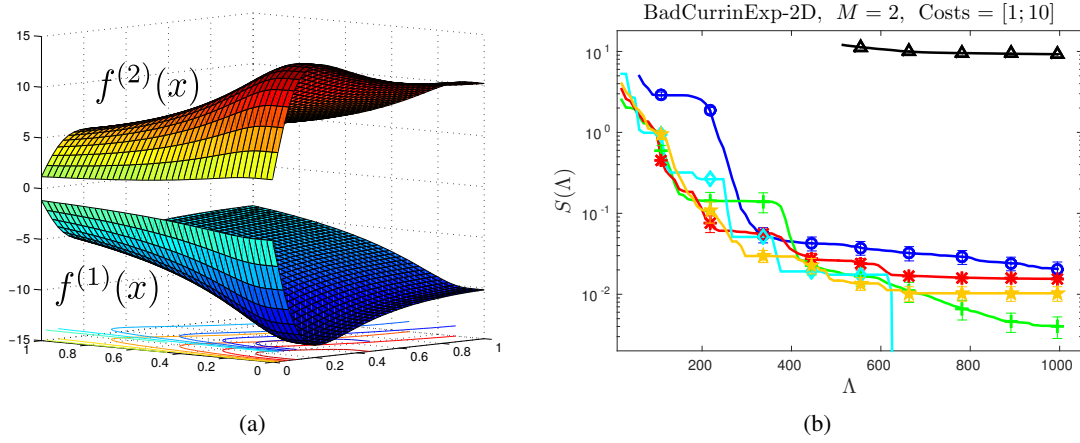 BadCurrinExp-2D, M = 2, Costs = [1; 10]
15
10
5
0
−5
−10
−15
f^{(2)}(x)
f^{(1)}(x)
1 0.8 0.6 0.4 0.2 0 0 0.2 0.4 0.6 0.8 1
S(Λ)
10^1
10^0
10^{-1}
10^{-2}
200 400 600 800 1000
Λ
(a)
(b)